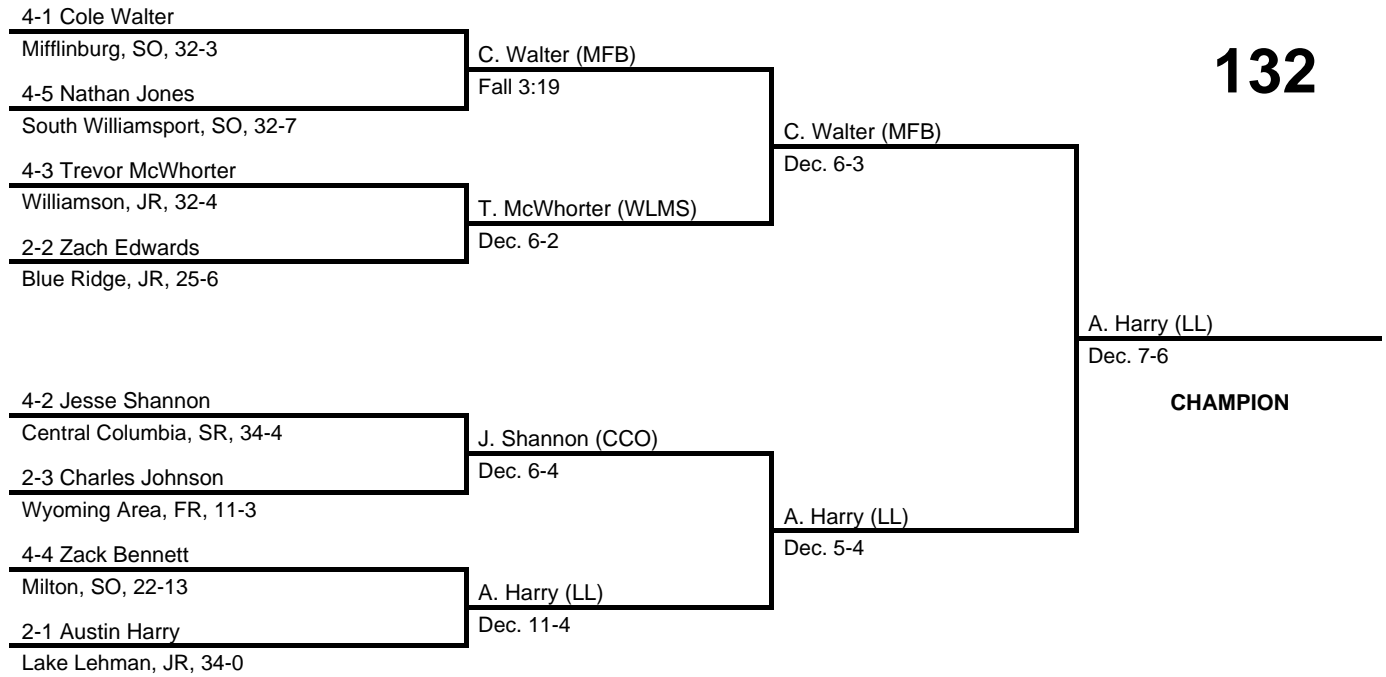 4-1 Cole Walter
Mifflinburg, SO, 32-3
4-5 Nathan Jones
South Williamsport, SO, 32-7
4-3 Trevor McWhorter
Williamson, JR, 32-4
2-2 Zach Edwards
Blue Ridge, JR, 25-6
4-2 Jesse Shannon
Central Columbia, SR, 34-4
2-3 Charles Johnson
Wyoming Area, FR, 11-3
4-4 Zack Bennett
Milton, SO, 22-13
2-1 Austin Harry
Lake Lehman, JR, 34-0
C. Walter (MFB)
Fall 3:19
T. McWhorter (WLMS)
Dec. 6-2
J. Shannon (CCO)
Dec. 6-4
A. Harry (LL)
Dec. 11-4
C. Walter (MFB)
Dec. 6-3
A. Harry (LL)
Dec. 5-4
132
A. Harry (LL)
Dec. 7-6
CHAMPION